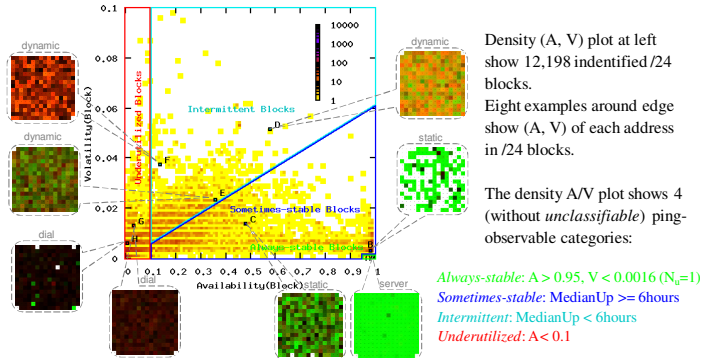 dynamic
dynamic
dynamic
static
dial
dial
static
server
0.1
0.08
0.06
0.04
0.02
0
Volatility(Block)
0 0.1 0.2 0.3 0.4 0.5 0.6 0.7 0.8 0.9 1
Availability(Block)
10000
1000
100
10
1
Underutilized Blocks
Intermittent Blocks
Sometimes-stable Blocks
Always-stable Blocks
D
F
E
C
G
H
B
Density (A, V) plot at left
show 12,198 indentified /24
blocks.
Eight examples around edge
show (A, V) of each address
in /24 blocks.
The density A/V plot shows 4
(without unclassifiable) ping-
observable categories:
Always-stable: A > 0.95, V < 0.0016 (Nu=1)
Sometimes-stable: MedianUp >= 6hours
Intermittent: MedianUp < 6hours
Underutilized: A< 0.1